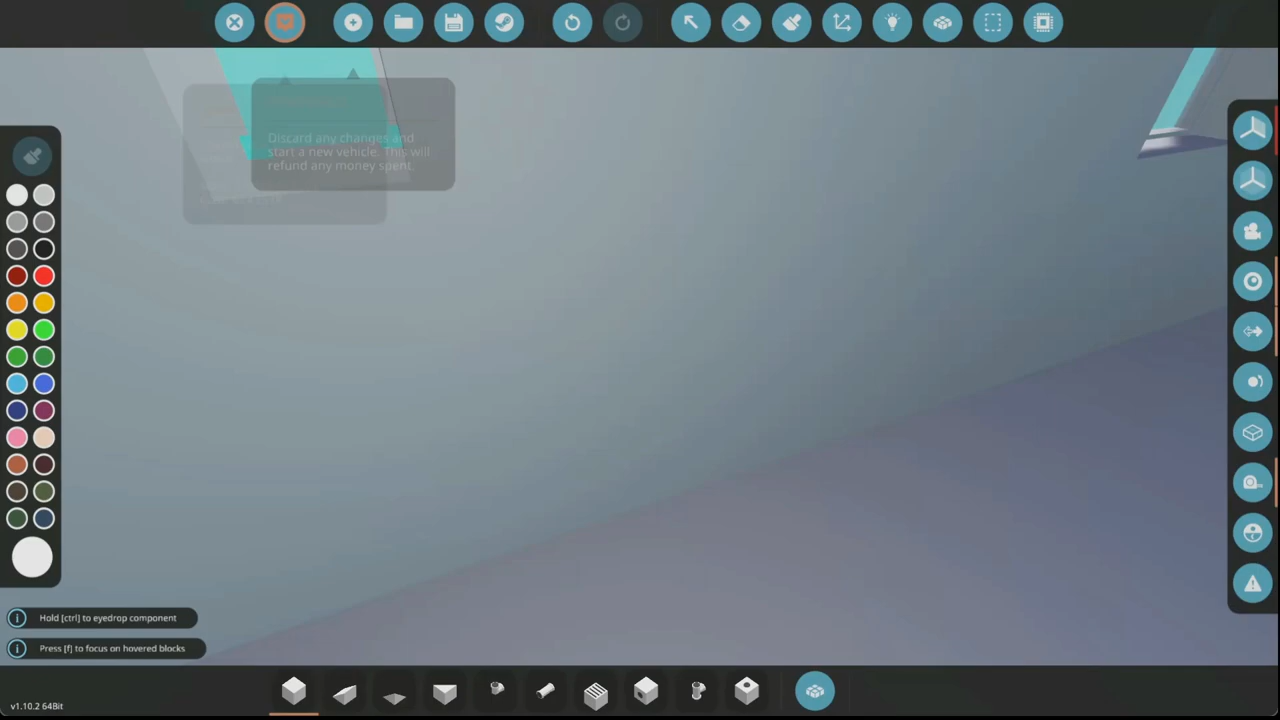 Discard any changes and
start a new vehicle. This will
refund any money spent.
Hold [ctrl] to eyedrop component
Press [f] to focus on hovered blocks
v1.10.2 64Bit